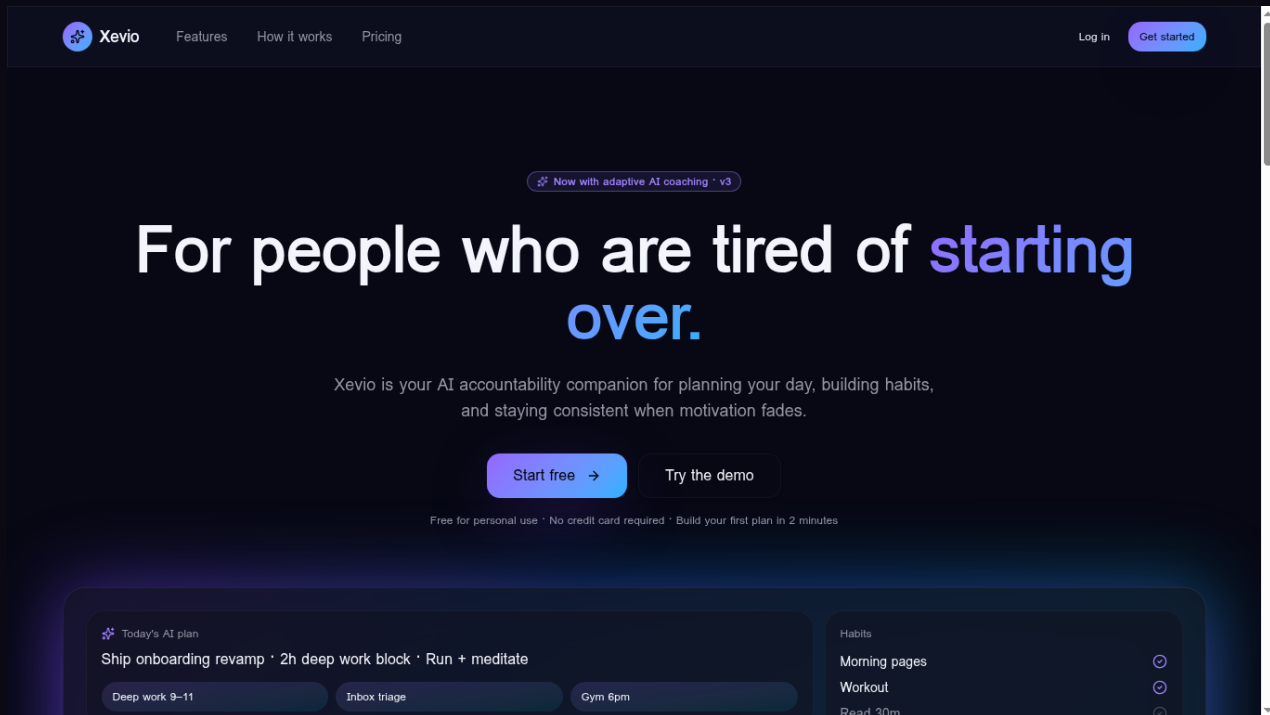 Xevio
Features
How it works
Pricing
Log in
Get started
Now with adaptive AI coaching · v3
For people who are tired of starting
over.
Xevio is your AI accountability companion for planning your day, building habits,
and staying consistent when motivation fades.
Start free →
Try the demo
Free for personal use · No credit card required · Build your first plan in 2 minutes
Today's AI plan
Ship onboarding revamp · 2h deep work block · Run + meditate
Deep work 9–11
Inbox triage
Gym 6pm
Habits
Morning pages
Workout
Read 30m